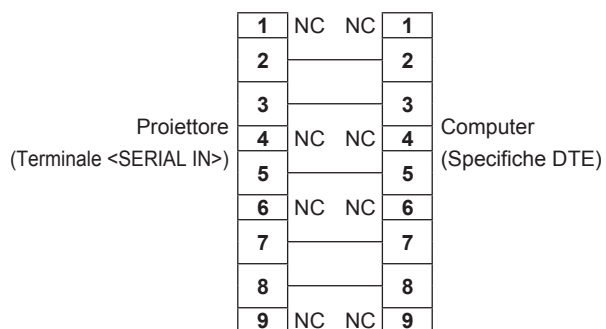 1 NC NC 1
2 2
3 3
Proiettore
(Terminale <SERIAL IN>)
4 NC NC 4
Computer
(Specifiche DTE)
5 5
6 NC NC 6
7 7
8 8
9 NC NC 9